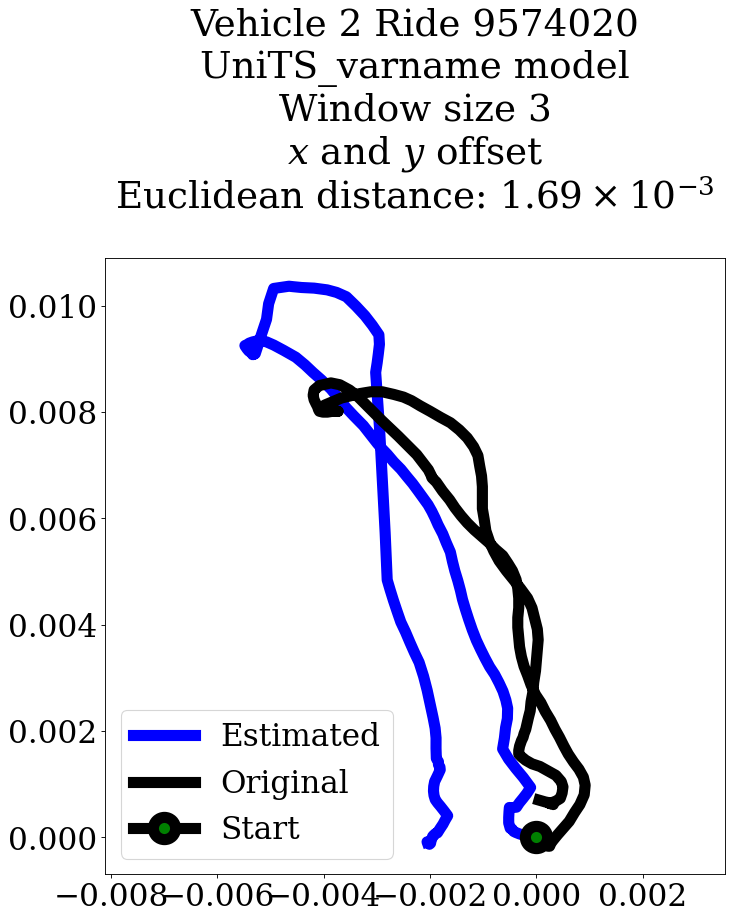 Vehicle 2 Ride 9574020
UniTS_varname model
Window size 3
x and y offset
Euclidean distance: 1.69 × 10⁻³
0.010
0.008
0.006
0.004
0.002
0.000
Estimated
Original
Start
−0.008 −0.006 −0.004 −0.002 0.000 0.002